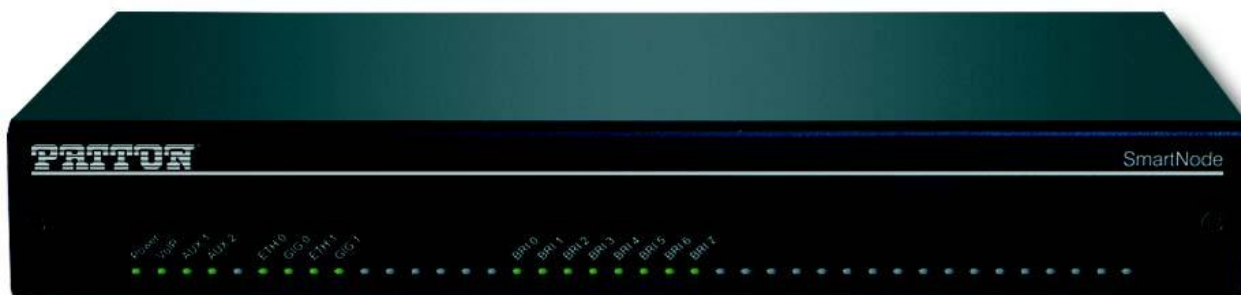 PATTON
SmartNode
Power
VoIP
AUX 1
AUX 2
ETH 0
GIG 0
ETH 1
GIG 1
BRI 0
BRI 1
BRI 2
BRI 3
BRI 4
BRI 5
BRI 6
BRI 7